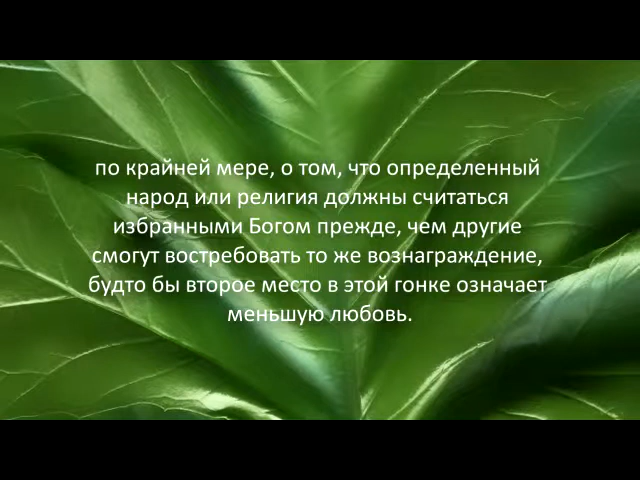 по крайней мере, о том, что определенный
народ или религия должны считаться
избранными Богом прежде, чем другие
смогут востребовать то же вознаграждение,
будто бы второе место в этой гонке означает
меньшую любовь.